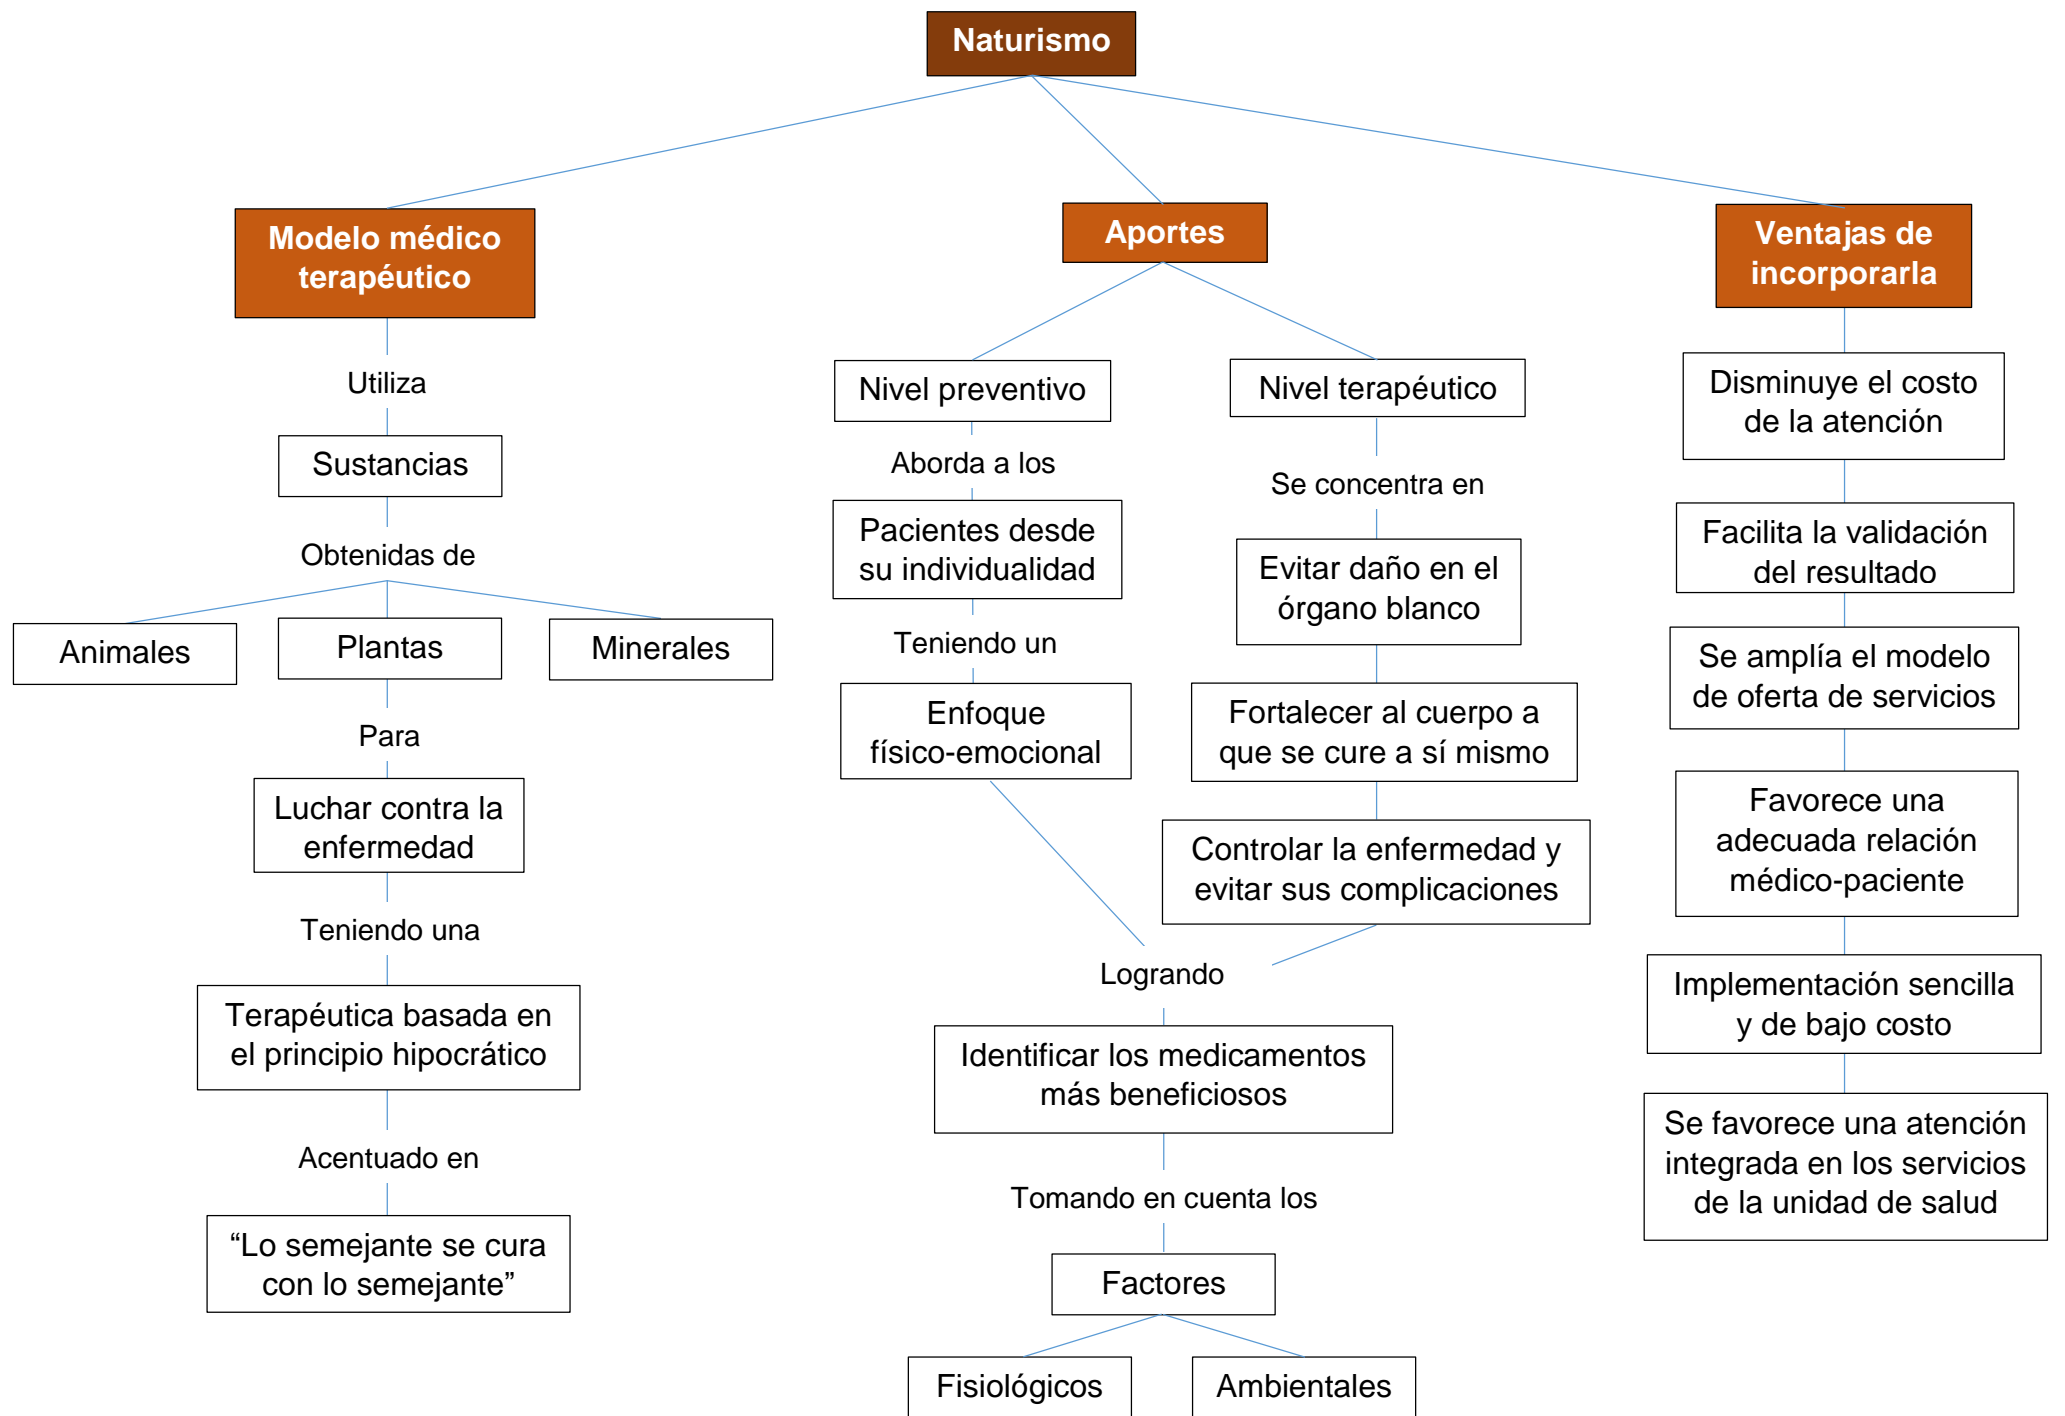 Naturismo
Modelo médico
terapéutico
Utiliza
Sustancias
Obtenidas de
Animales
Plantas
Minerales
Para
Luchar contra la
enfermedad
Teniendo una
Terapéutica basada en
el principio hipocrático
Acentuado en
“Lo semejante se cura
con lo semejante”
Aportes
Nivel preventivo
Aborda a los
Pacientes desde
su individualidad
Teniendo un
Enfoque
físico-emocional
Nivel terapéutico
Se concentra en
Evitar daño en el
órgano blanco
Fortalecer al cuerpo a
que se cure a sí mismo
Controlar la enfermedad y
evitar sus complicaciones
Logrando
Identificar los medicamentos
más beneficiosos
Tomando en cuenta los
Factores
Fisiológicos
Ambientales
Ventajas de
incorporarla
Disminuye el costo
de la atención
Facilita la validación
del resultado
Se amplía el modelo
de oferta de servicios
Favorece una
adecuada relación
médico-paciente
Implementación sencilla
y de bajo costo
Se favorece una atención
integrada en los servicios
de la unidad de salud